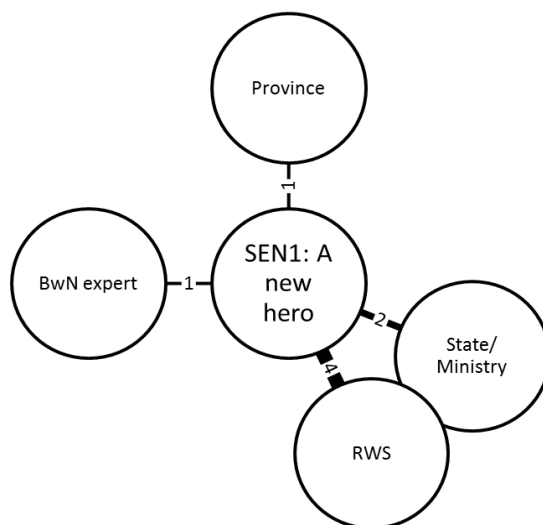 Province
1
SEN1: A
new
hero
BwN expert
1
2
State/
Ministry
4
RWS